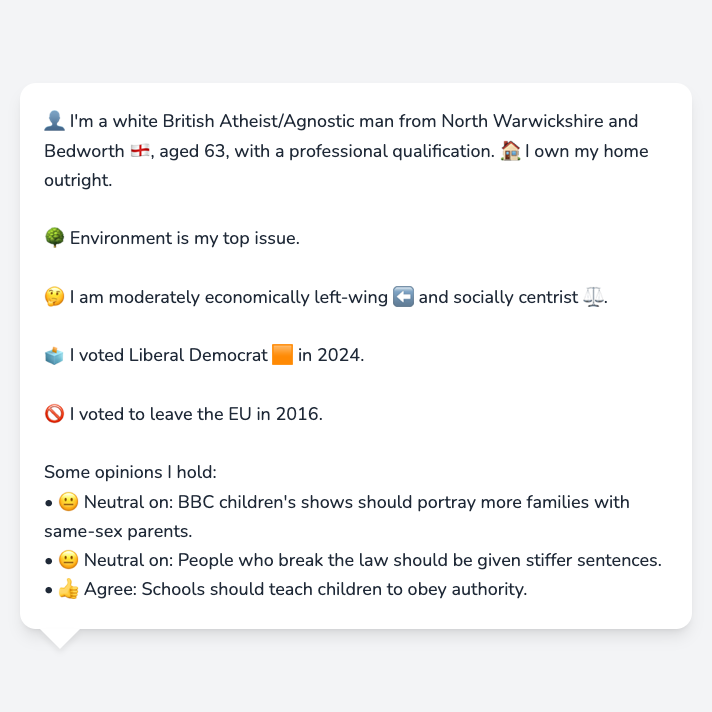 👤 I'm a white British Atheist/Agnostic man from North Warwickshire and
Bedworth 🏴󠁧󠁢󠁥󠁮󠁧󠁿, aged 63, with a professional qualification. 🏠 I own my home
outright.
🌳 Environment is my top issue.
🤔 I am moderately economically left-wing ⬅️ and socially centrist ⚖️.
🗳️ I voted Liberal Democrat 🟧 in 2024.
🚫 I voted to leave the EU in 2016.
Some opinions I hold:
• 😐 Neutral on: BBC children's shows should portray more families with
same-sex parents.
• 😐 Neutral on: People who break the law should be given stiffer sentences.
• 👍 Agree: Schools should teach children to obey authority.